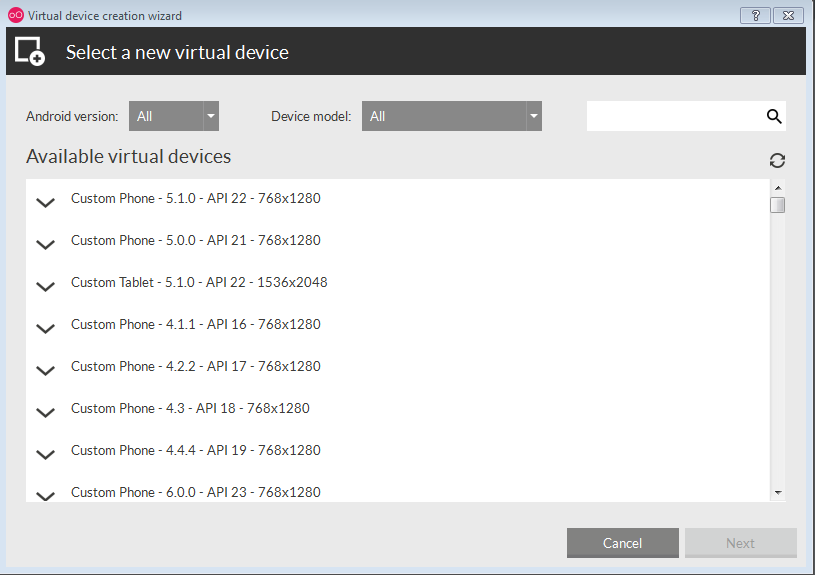 Virtual device creation wizard
Select a new virtual device
Android version: All Device model: All
Available virtual devices
Custom Phone - 5.1.0 - API 22 - 768x1280
Custom Phone - 5.0.0 - API 21 - 768x1280
Custom Tablet - 5.1.0 - API 22 - 1536x2048
Custom Phone - 4.1.1 - API 16 - 768x1280
Custom Phone - 4.2.2 - API 17 - 768x1280
Custom Phone - 4.3 - API 18 - 768x1280
Custom Phone - 4.4.4 - API 19 - 768x1280
Custom Phone - 6.0.0 - API 23 - 768x1280
Cancel Next